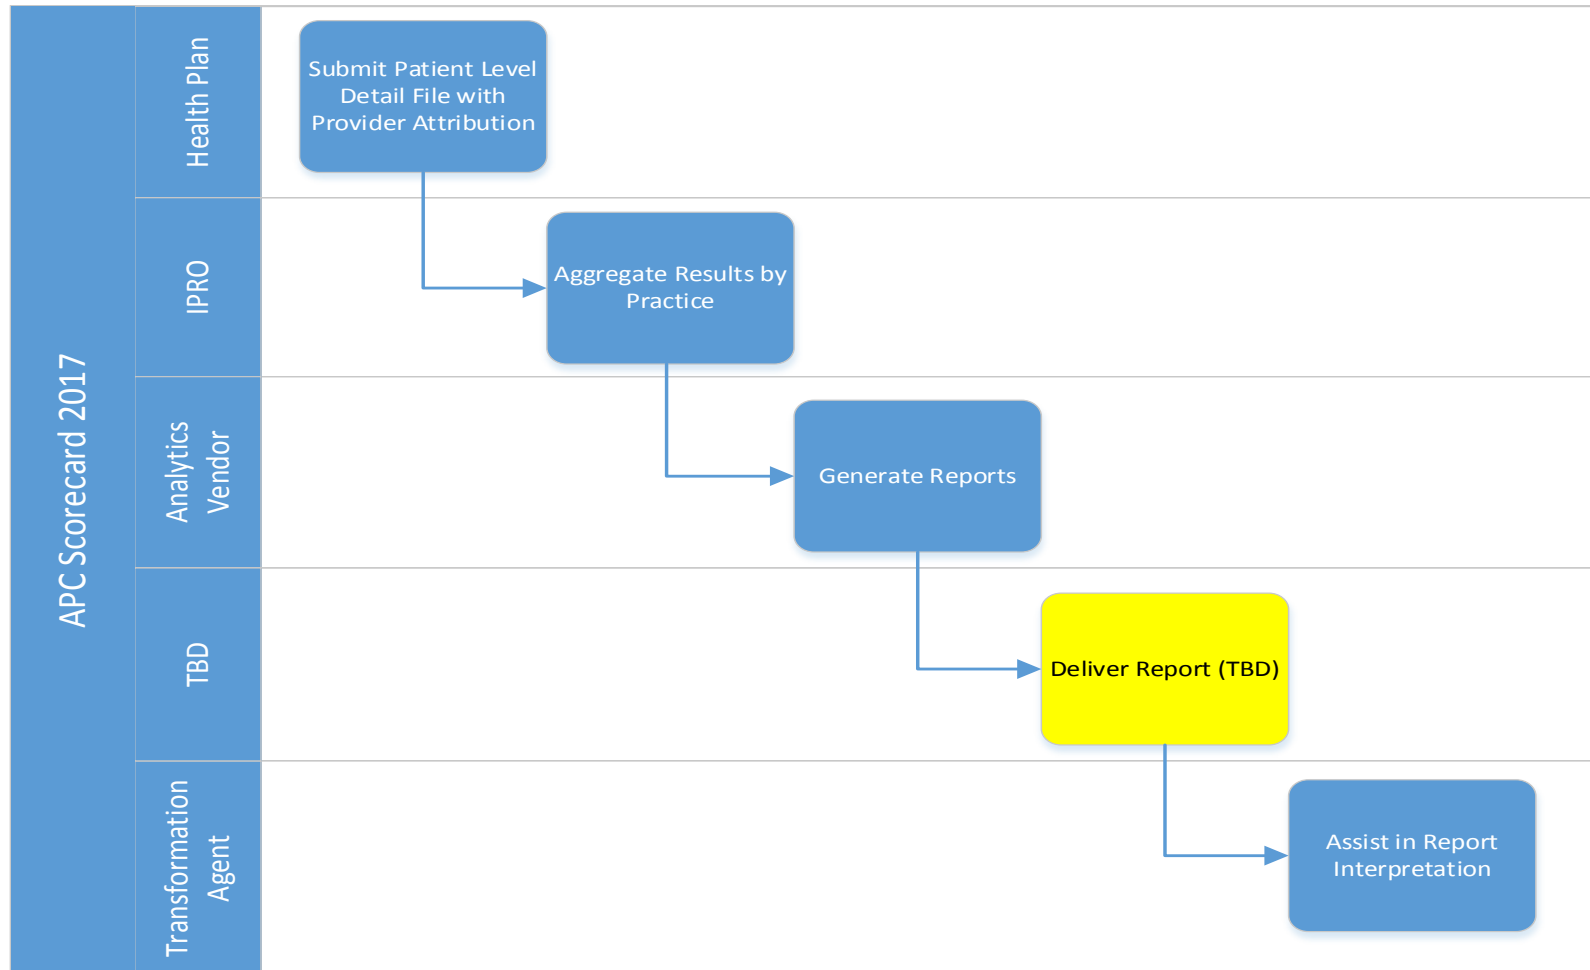 APC Scorecard 2017
Health Plan
Submit Patient Level
Detail File with
Provider Attribution
IPRO
Aggregate Results by
Practice
Analytics
Vendor
Generate Reports
TBD
Deliver Report (TBD)
Transformation
Agent
Assist in Report
Interpretation